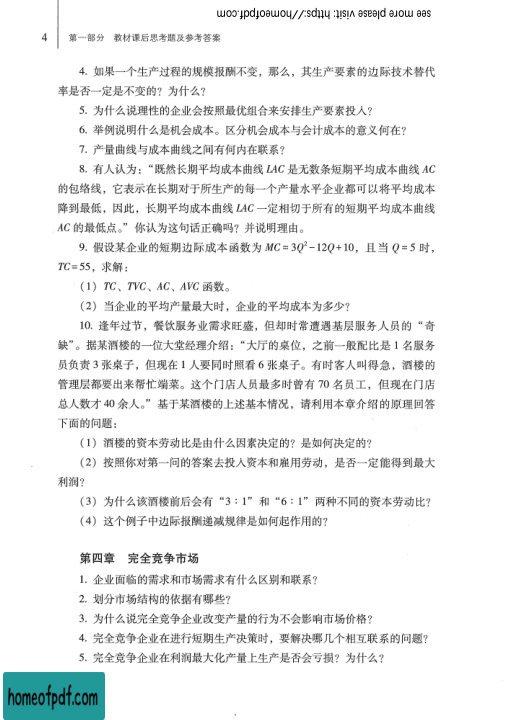 see more please visit: https://homeofpdf.com
4 第一部分 教材课后思考题及参考答案
4. 如果一个生产过程的规模报酬不变，那么，其生产要素的边际技术替代
率是否一定是不变的？为什么？
5. 为什么说理性的企业会按照最优组合来安排生产要素投入？
6. 举例说明什么是机会成本。区分机会成本与会计成本的意义何在？
7. 产量曲线与成本曲线之间有何内在联系？
8. 有人认为：“既然长期平均成本曲线 LAC 是无数条短期平均成本曲线 AC
的包络线，它表示在长期对于所生产的每一个产量水平企业都可以将平均成本
降到最低，因此，长期平均成本曲线 LAC 一定相切于所有的短期平均成本曲线
AC 的最低点。”你认为这句话正确吗？并说明理由。
9. 假设某企业的短期边际成本函数为 MC=3Q²-12Q+10，且当 Q=5 时，
TC=55，求解：
（1）TC、TVC、AC、AVC 函数。
（2）当企业的平均产量最大时，企业的平均成本为多少？
10. 逢年过节，餐饮服务业需求旺盛，但却时常遭遇基层服务人员的“奇
缺”。据某酒楼的一位大堂经理介绍：“大厅的桌位，之前一般配比是 1 名服务
员负责 3 张桌子，但现在 1 人要同时照看 6 张桌子。有时客人叫得急，酒楼的
管理层都要出来帮忙端菜。这个门店人员最多时曾有 70 名员工，但现在门店
总人数才 40 余人。”基于某酒楼的上述基本情况，请利用本章介绍的原理回答
下面的问题：
（1）酒楼的资本劳动比是由什么因素决定的？是如何决定的？
（2）按照你对第一问的答案去投入资本和雇用劳动，是否一定能得到最大
利润？
（3）为什么该酒楼前后会有“3∶1”和“6∶1”两种不同的资本劳动比？
（4）这个例子中边际报酬递减规律是如何起作用的？
第四章 完全竞争市场
1. 企业面临的需求和市场需求有什么区别和联系？
2. 划分市场结构的依据有哪些？
3. 为什么说完全竞争企业改变产量的行为不会影响市场价格？
4. 完全竞争企业在进行短期生产决策时，要解决哪几个相互联系的问题？
5. 完全竞争企业在利润最大化产量上生产是否会亏损？为什么？
homeofpdf.com